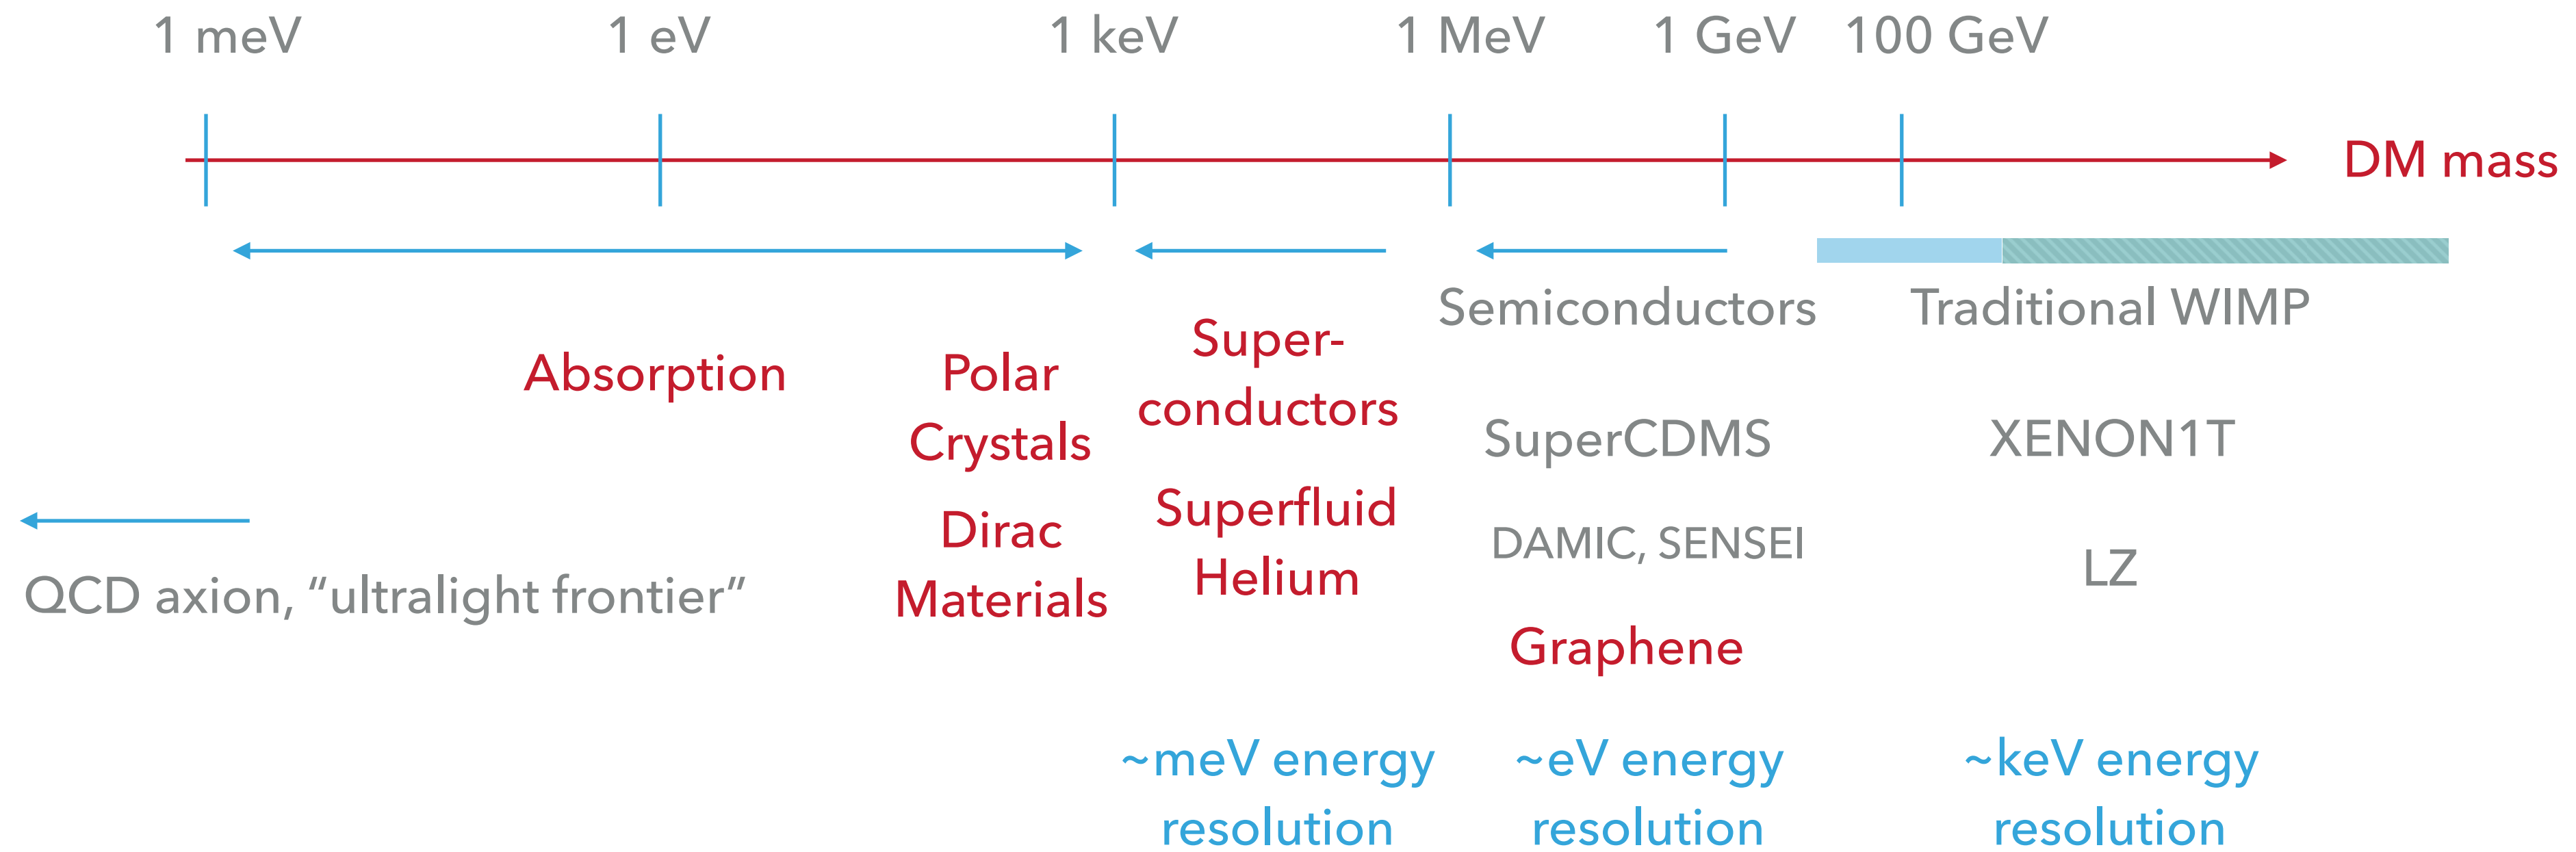 1 meV
1 eV
1 keV
1 MeV
1 GeV
100 GeV
DM mass
Absorption
Polar
Crystals
Dirac
Materials
Super-
conductors
Superfluid
Helium
Semiconductors
SuperCDMS
DAMIC, SENSEI
Graphene
Traditional WIMP
XENON1T
LZ
QCD axion, “ultralight frontier”
~meV energy
resolution
~eV energy
resolution
~keV energy
resolution